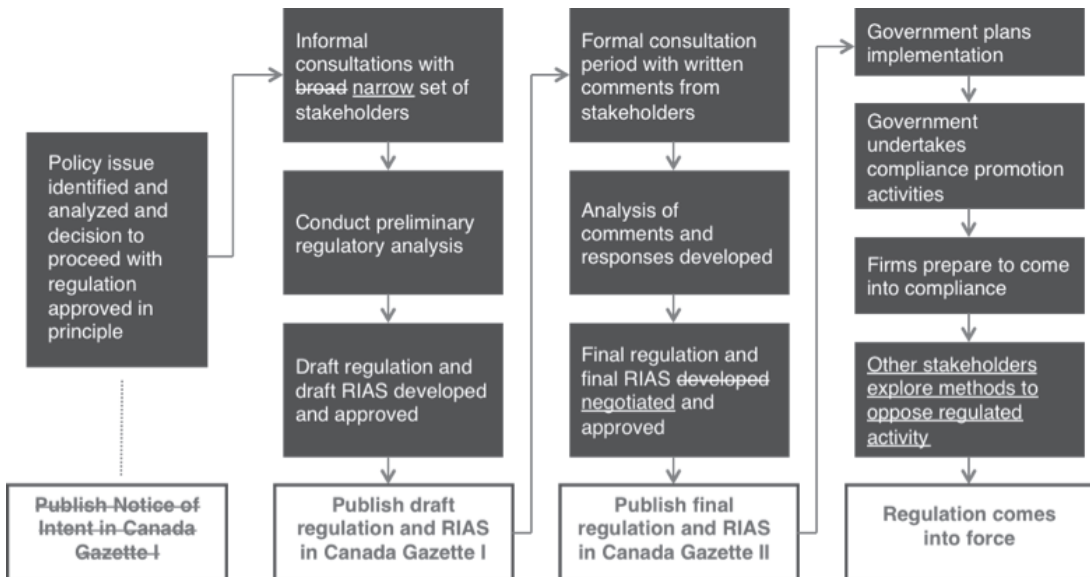 Policy issue
identified and
analyzed and
decision to
proceed with
regulation
approved in
principle
Publish Notice of
Intent in Canada
Gazette I
Informal
consultations with
broad narrow set of
stakeholders
Conduct preliminary
regulatory analysis
Draft regulation and
draft RIAS developed
and approved
Publish draft
regulation and RIAS
in Canada Gazette I
Formal consultation
period with written
comments from
stakeholders
Analysis of
comments and
responses developed
Final regulation and
final RIAS developed
negotiated and
approved
Publish final
regulation and RIAS
in Canada Gazette II
Government plans
implementation
Government
undertakes
compliance promotion
activities
Firms prepare to come
into compliance
Other stakeholders
explore methods to
oppose regulated
activity
Regulation comes
into force